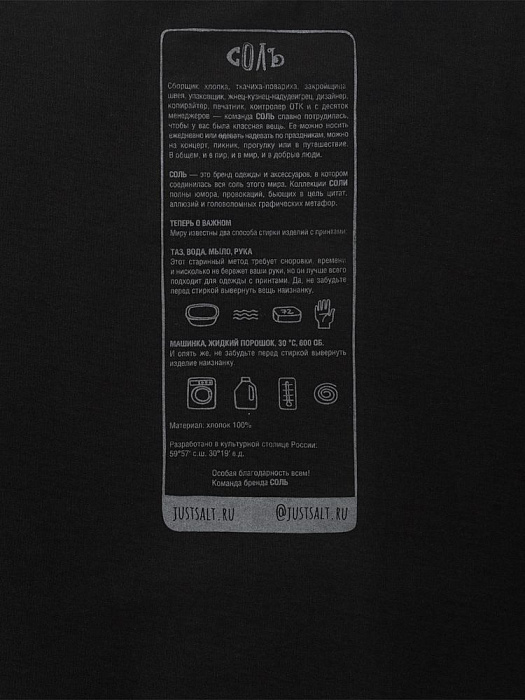 СОЛЬ
Сборщик хлопка, ткачиха-повариха, закройщица
швея, упаковщик, жнец-кузнец-надудеигрец, дизайнер,
копирайтер, печатник, контролер ОТК и с десяток
менеджеров — команда СОЛЬ славно потрудилась,
чтобы у вас была классная вещь. Ее можно носить
ежедневно или одевать надевать по праздникам, можно
на концерт, пикник, прогулку или в путешествие.
В общем, и в пир, и в мир, и в добрые люди.
СОЛЬ — это бренд одежды и аксессуаров, в котором
соединилась вся соль этого мира. Коллекции СОЛИ
полны юмора, провокаций, бьющих в цель цитат,
аллюзий и головоломных графических метафор.
ТЕПЕРЬ О ВАЖНОМ
Миру известны два способа стирки изделий с принтами:
ТАЗ, ВОДА, МЫЛО, РУКА
Этот старинный метод требует сноровки, времени
и нисколько не бережет ваши руки, но он лучше всего
подходит для одежды с принтами. Да, не забудьте
перед стиркой вывернуть вещь наизнанку.
72
МАШИНКА, ЖИДКИЙ ПОРОШОК, 30 °C, 600 ОБ.
И опять же, не забудьте перед стиркой вывернуть
изделие наизнанку.
Материал: хлопок 100%
Разработано в культурной столице России:
59°57' с.ш. 30°19' в.д.
Особая благодарность всем!
Команда бренда СОЛЬ
JUSTSALT.RU @JUSTSALT.RU